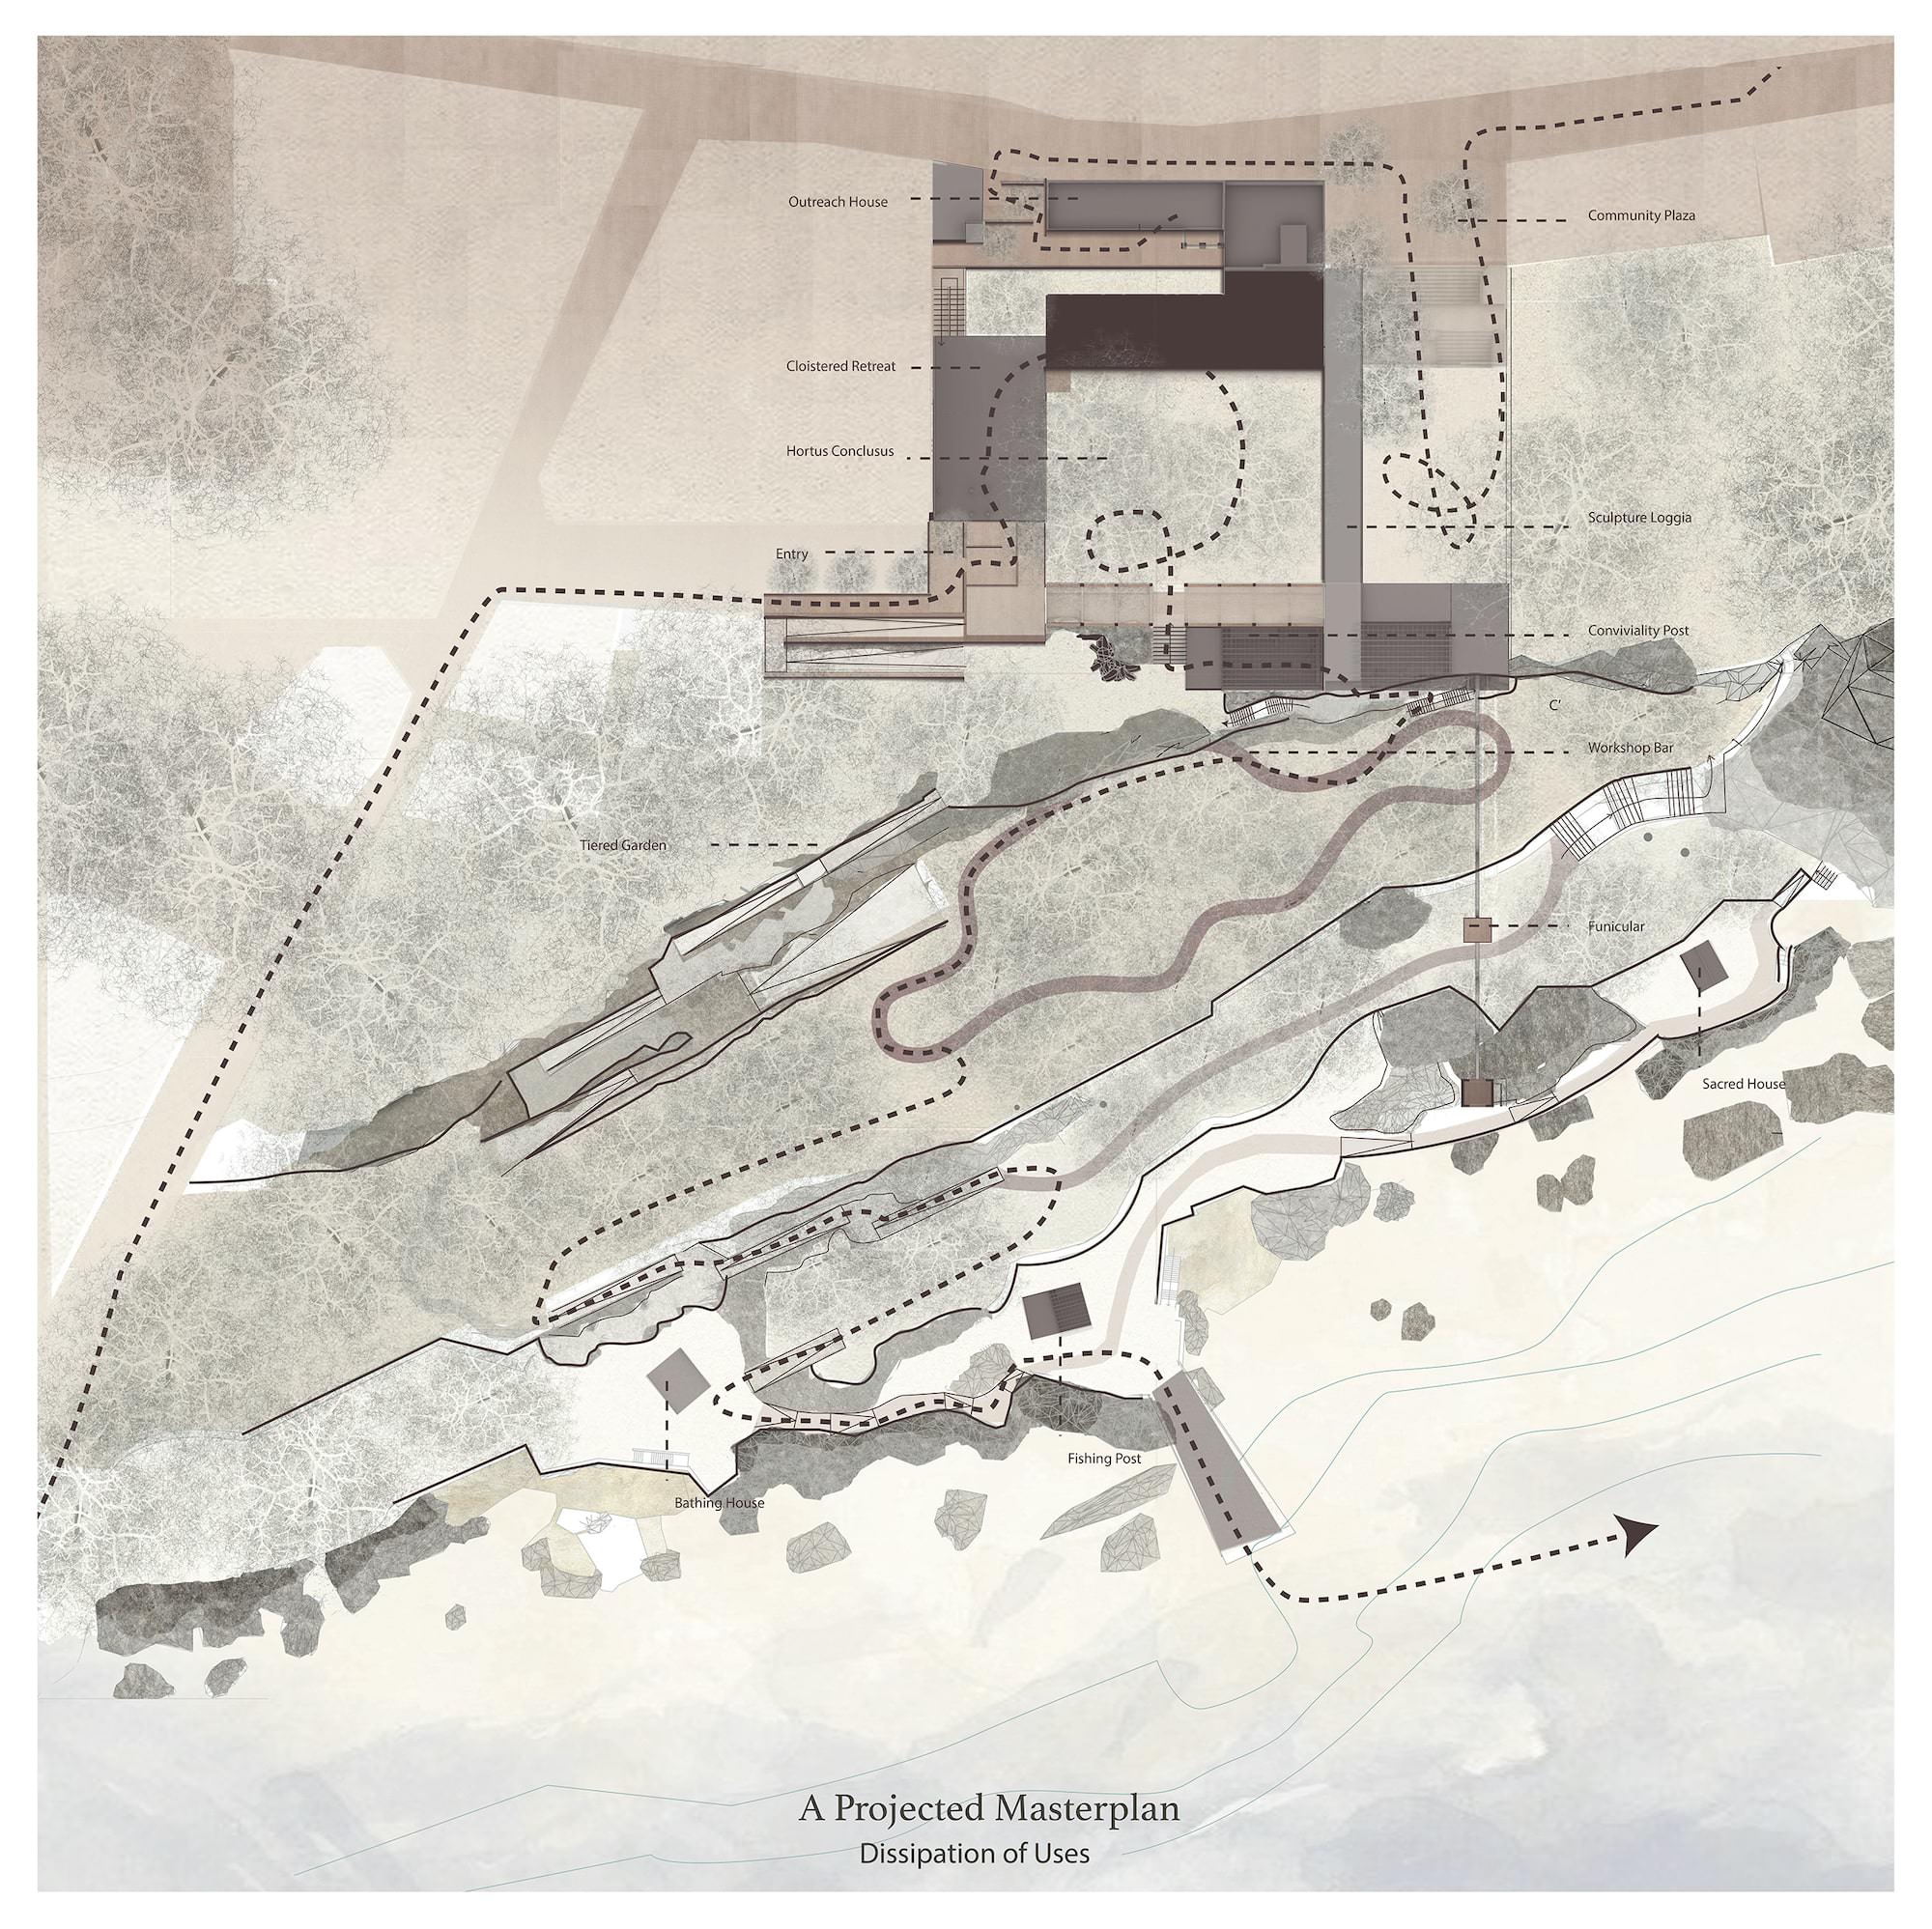 Outreach House
Community Plaza
Cloistered Retreat
Hortus Conclusus
Sculpture Loggia
Entry
Conviviality Post
C'
Workshop Bar
Tiered Garden
Funicular
Sacred House
Fishing Post
Bathing House
A Projected Masterplan
Dissipation of Uses